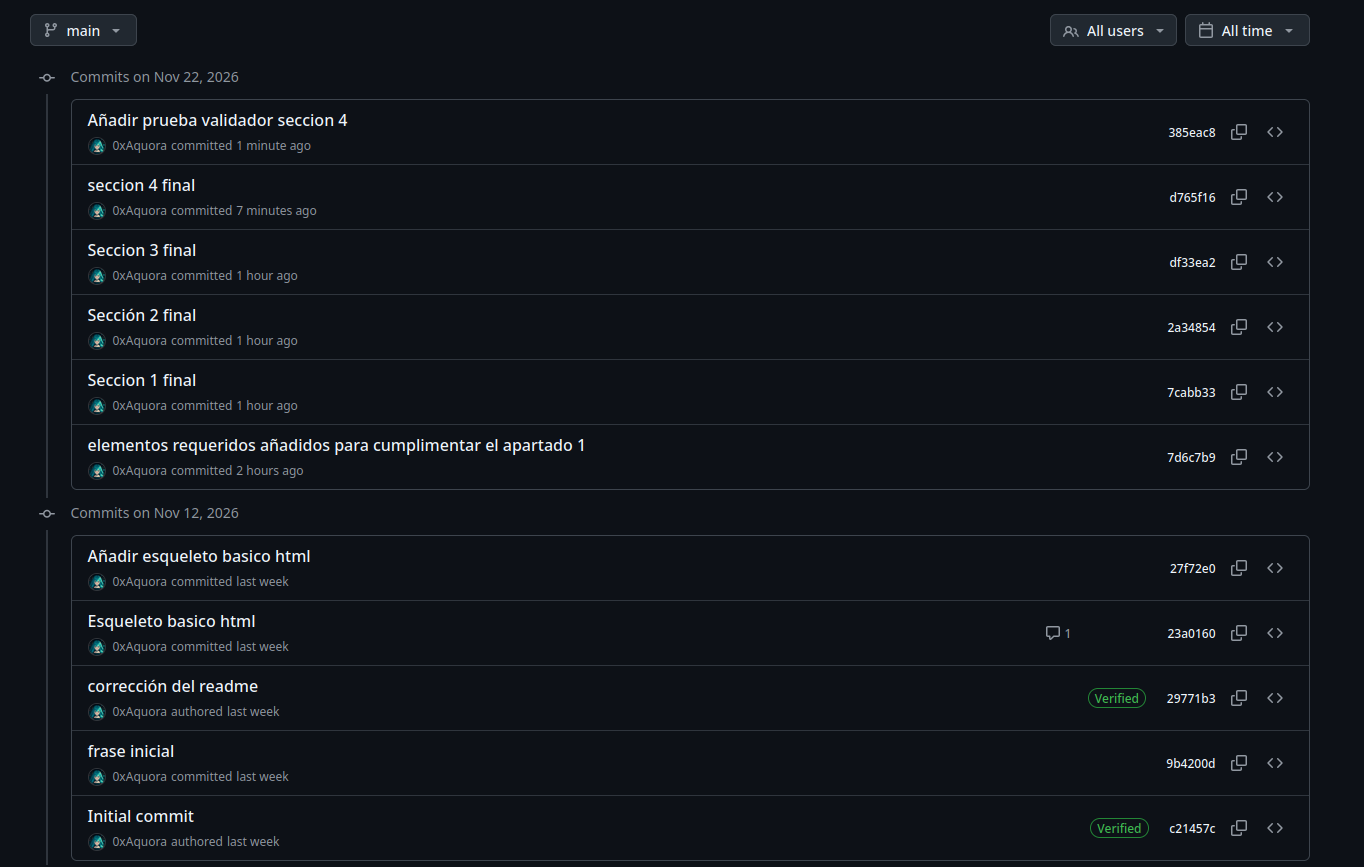 main
All users
All time
Commits on Nov 22, 2026
Añadir prueba validador seccion 4
0xAquora committed 1 minute ago
385eac8
seccion 4 final
0xAquora committed 7 minutes ago
d765f16
Seccion 3 final
0xAquora committed 1 hour ago
df33ea2
Sección 2 final
0xAquora committed 1 hour ago
2a34854
Seccion 1 final
0xAquora committed 1 hour ago
7cabb33
elementos requeridos añadidos para cumplimentar el apartado 1
0xAquora committed 2 hours ago
7d6c7b9
Commits on Nov 12, 2026
Añadir esqueleto basico html
0xAquora committed last week
27f72e0
Esqueleto basico html
0xAquora committed last week
1
23a0160
corrección del readme
0xAquora authored last week
Verified
29771b3
frase inicial
0xAquora committed last week
9b4200d
Initial commit
0xAquora authored last week
Verified
c21457c